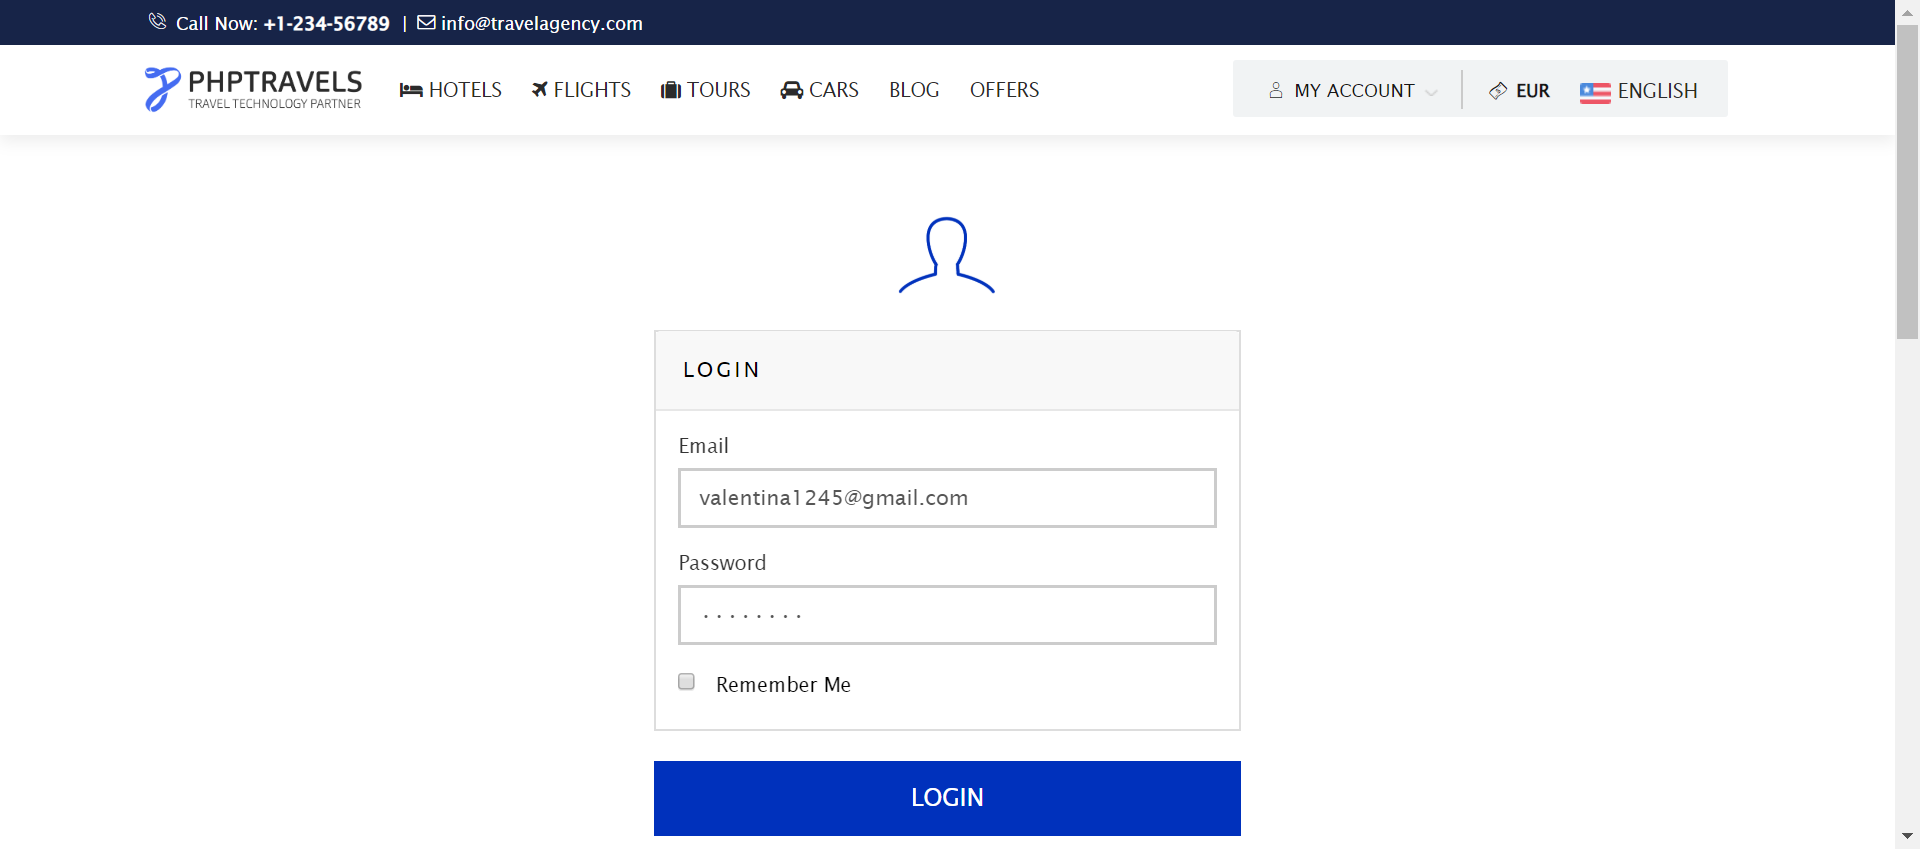 Call Now: +1-234-56789 | info@travelagency.com
PHPTRAVELS
TRAVEL TECHNOLOGY PARTNER
HOTELS FLIGHTS TOURS CARS BLOG OFFERS MY ACCOUNT EUR ENGLISH
LOGIN
Email
valentina1245@gmail.com
Password
········
Remember Me
LOGIN